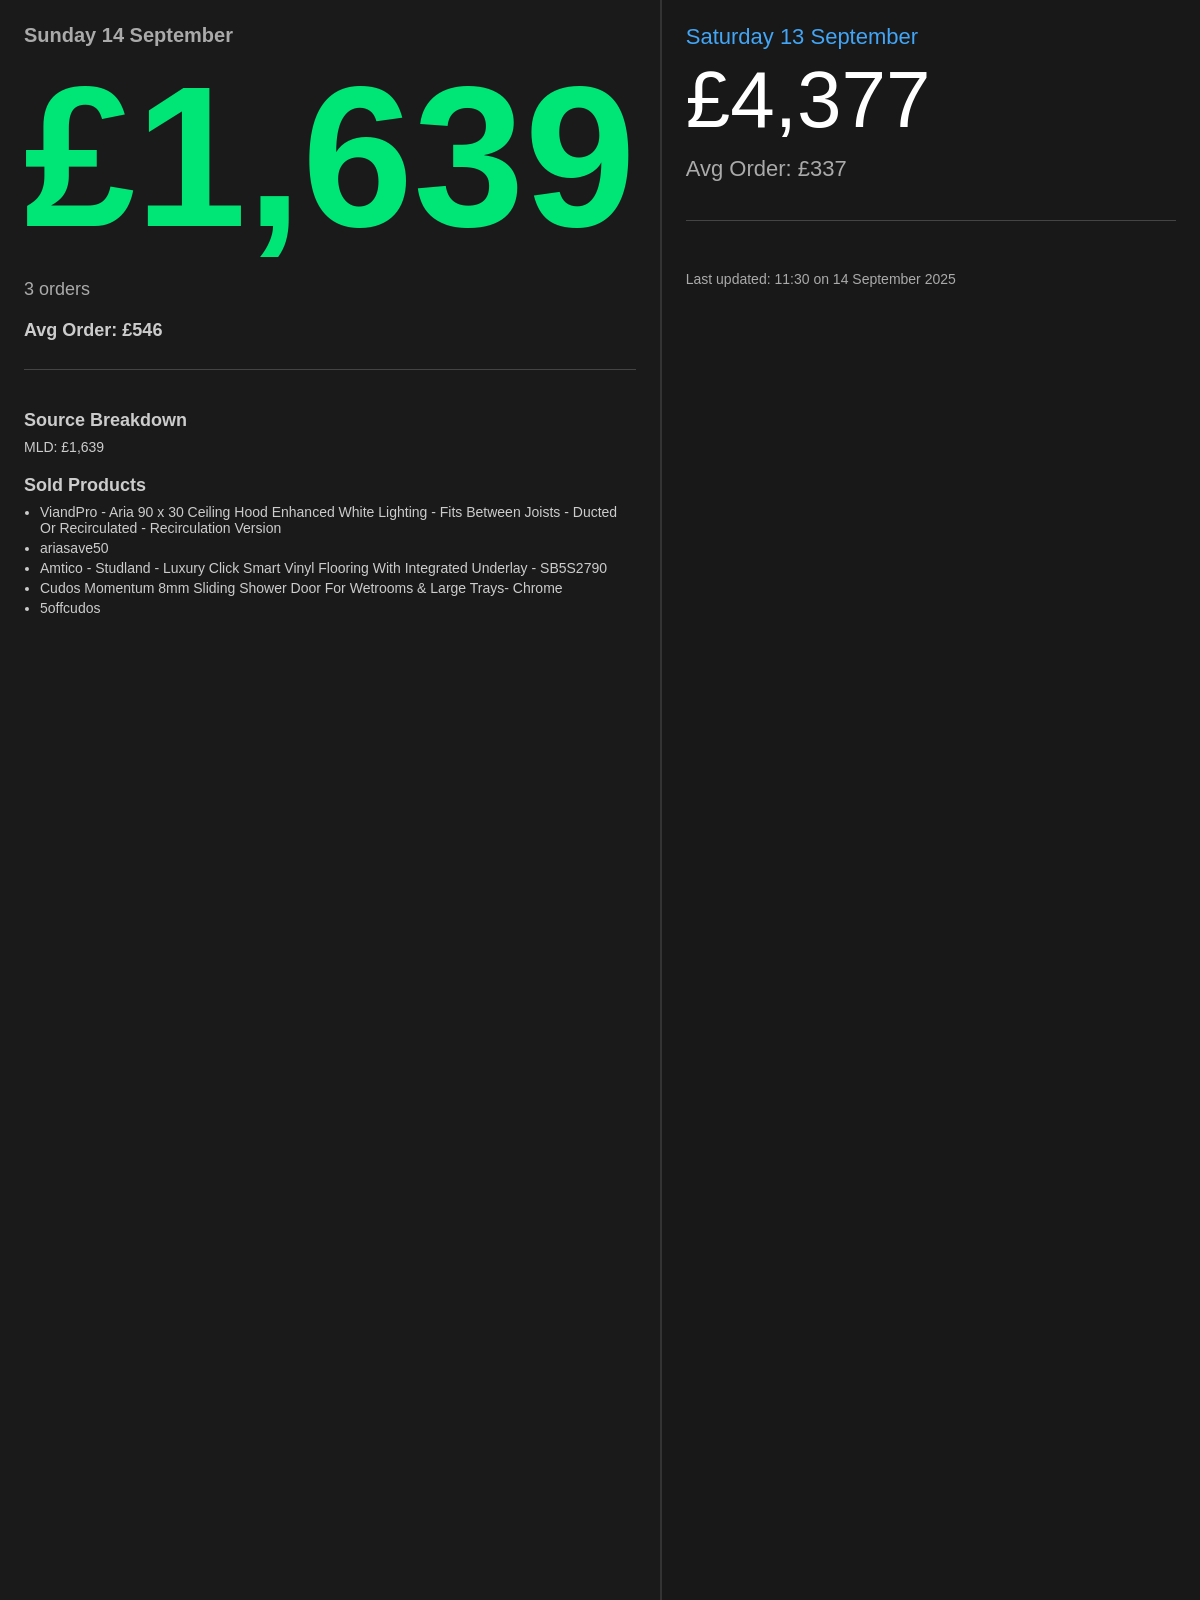 Sunday 14 September
£1,639
3 orders
Avg Order: £546
Source Breakdown
MLD: £1,639
Sold Products
• ViandPro - Aria 90 x 30 Ceiling Hood Enhanced White Lighting - Fits Between Joists - Ducted
Or Recirculated - Recirculation Version
• ariasave50
• Amtico - Studland - Luxury Click Smart Vinyl Flooring With Integrated Underlay - SB5S2790
• Cudos Momentum 8mm Sliding Shower Door For Wetrooms & Large Trays- Chrome
• 5offcudos
Saturday 13 September
£4,377
Avg Order: £337
Last updated: 11:30 on 14 September 2025